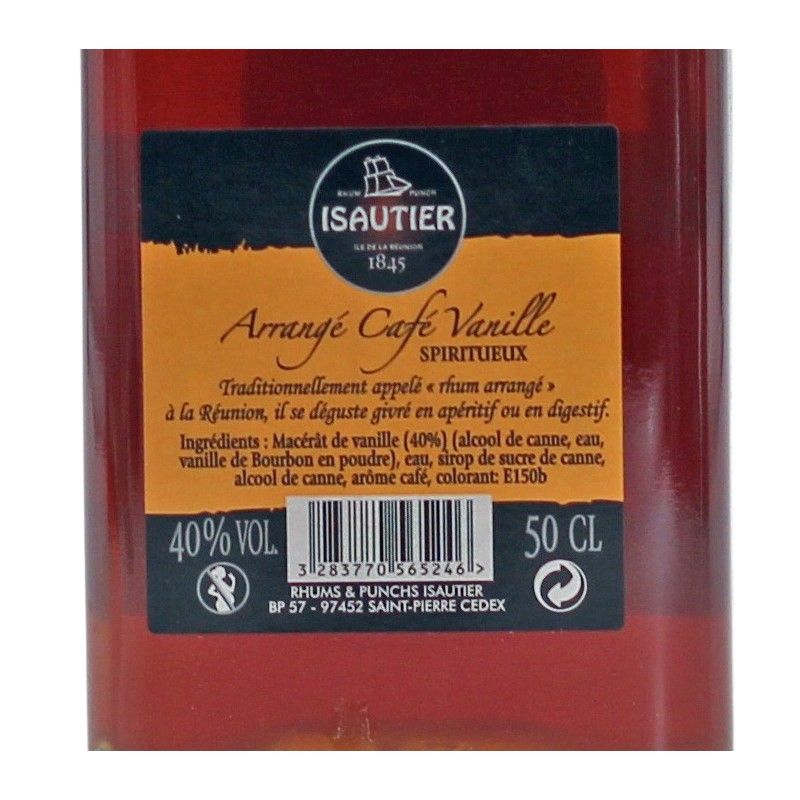 RHUM PUNCH
ISAUTIER
ILE DE LA RÉUNION
1845
Arrangé Café Vanille
SPIRITUEUX
Traditionnellement appelé « rhum arrangé »
à la Réunion, il se déguste givré en apéritif ou en digestif.
Ingrédients : Macérât de vanille (40%) (alcool de canne, eau,
vanille de Bourbon en poudre), eau, sirop de sucre de canne,
alcool de canne, arôme café, colorant: E150b
40% VOL.
50 CL
3 283770 565246 >
RHUMS & PUNCHS ISAUTIER
BP 57 - 97452 SAINT-PIERRE CEDEX